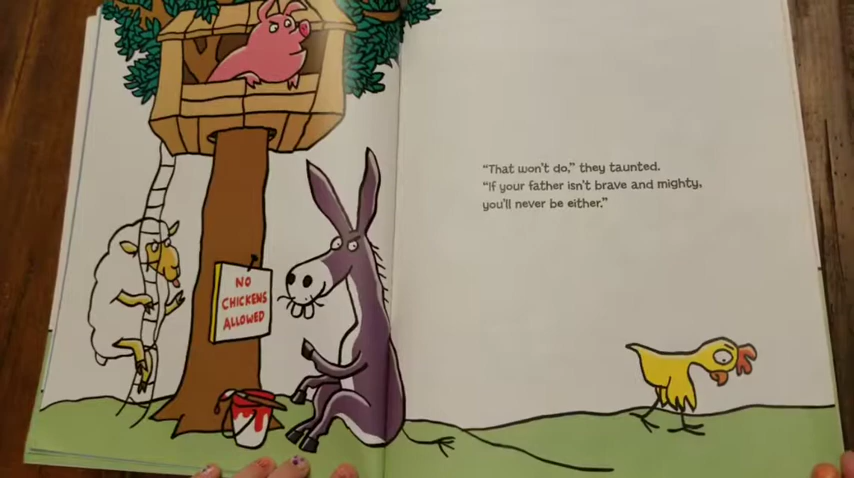 NO
CHICKENS
ALLOWED
“That won't do,” they taunted.
“If your father isn't brave and mighty,
you'll never be either.”